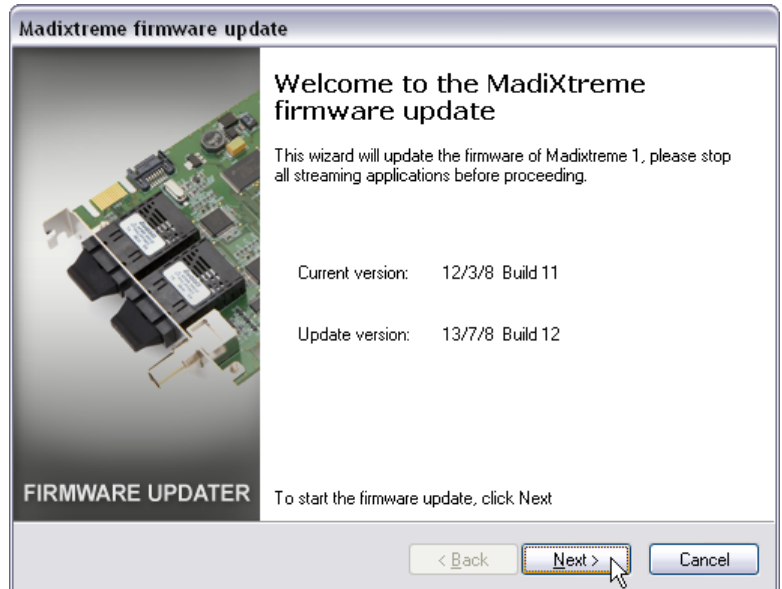 Madixtreme firmware update
Welcome to the MadiXtreme
firmware update
This wizard will update the firmware of Madixtreme 1, please stop
all streaming applications before proceeding.
Current version: 12/3/8 Build 11
Update version: 13/7/8 Build 12
FIRMWARE UPDATER
To start the firmware update, click Next
< Back
Next >
Cancel